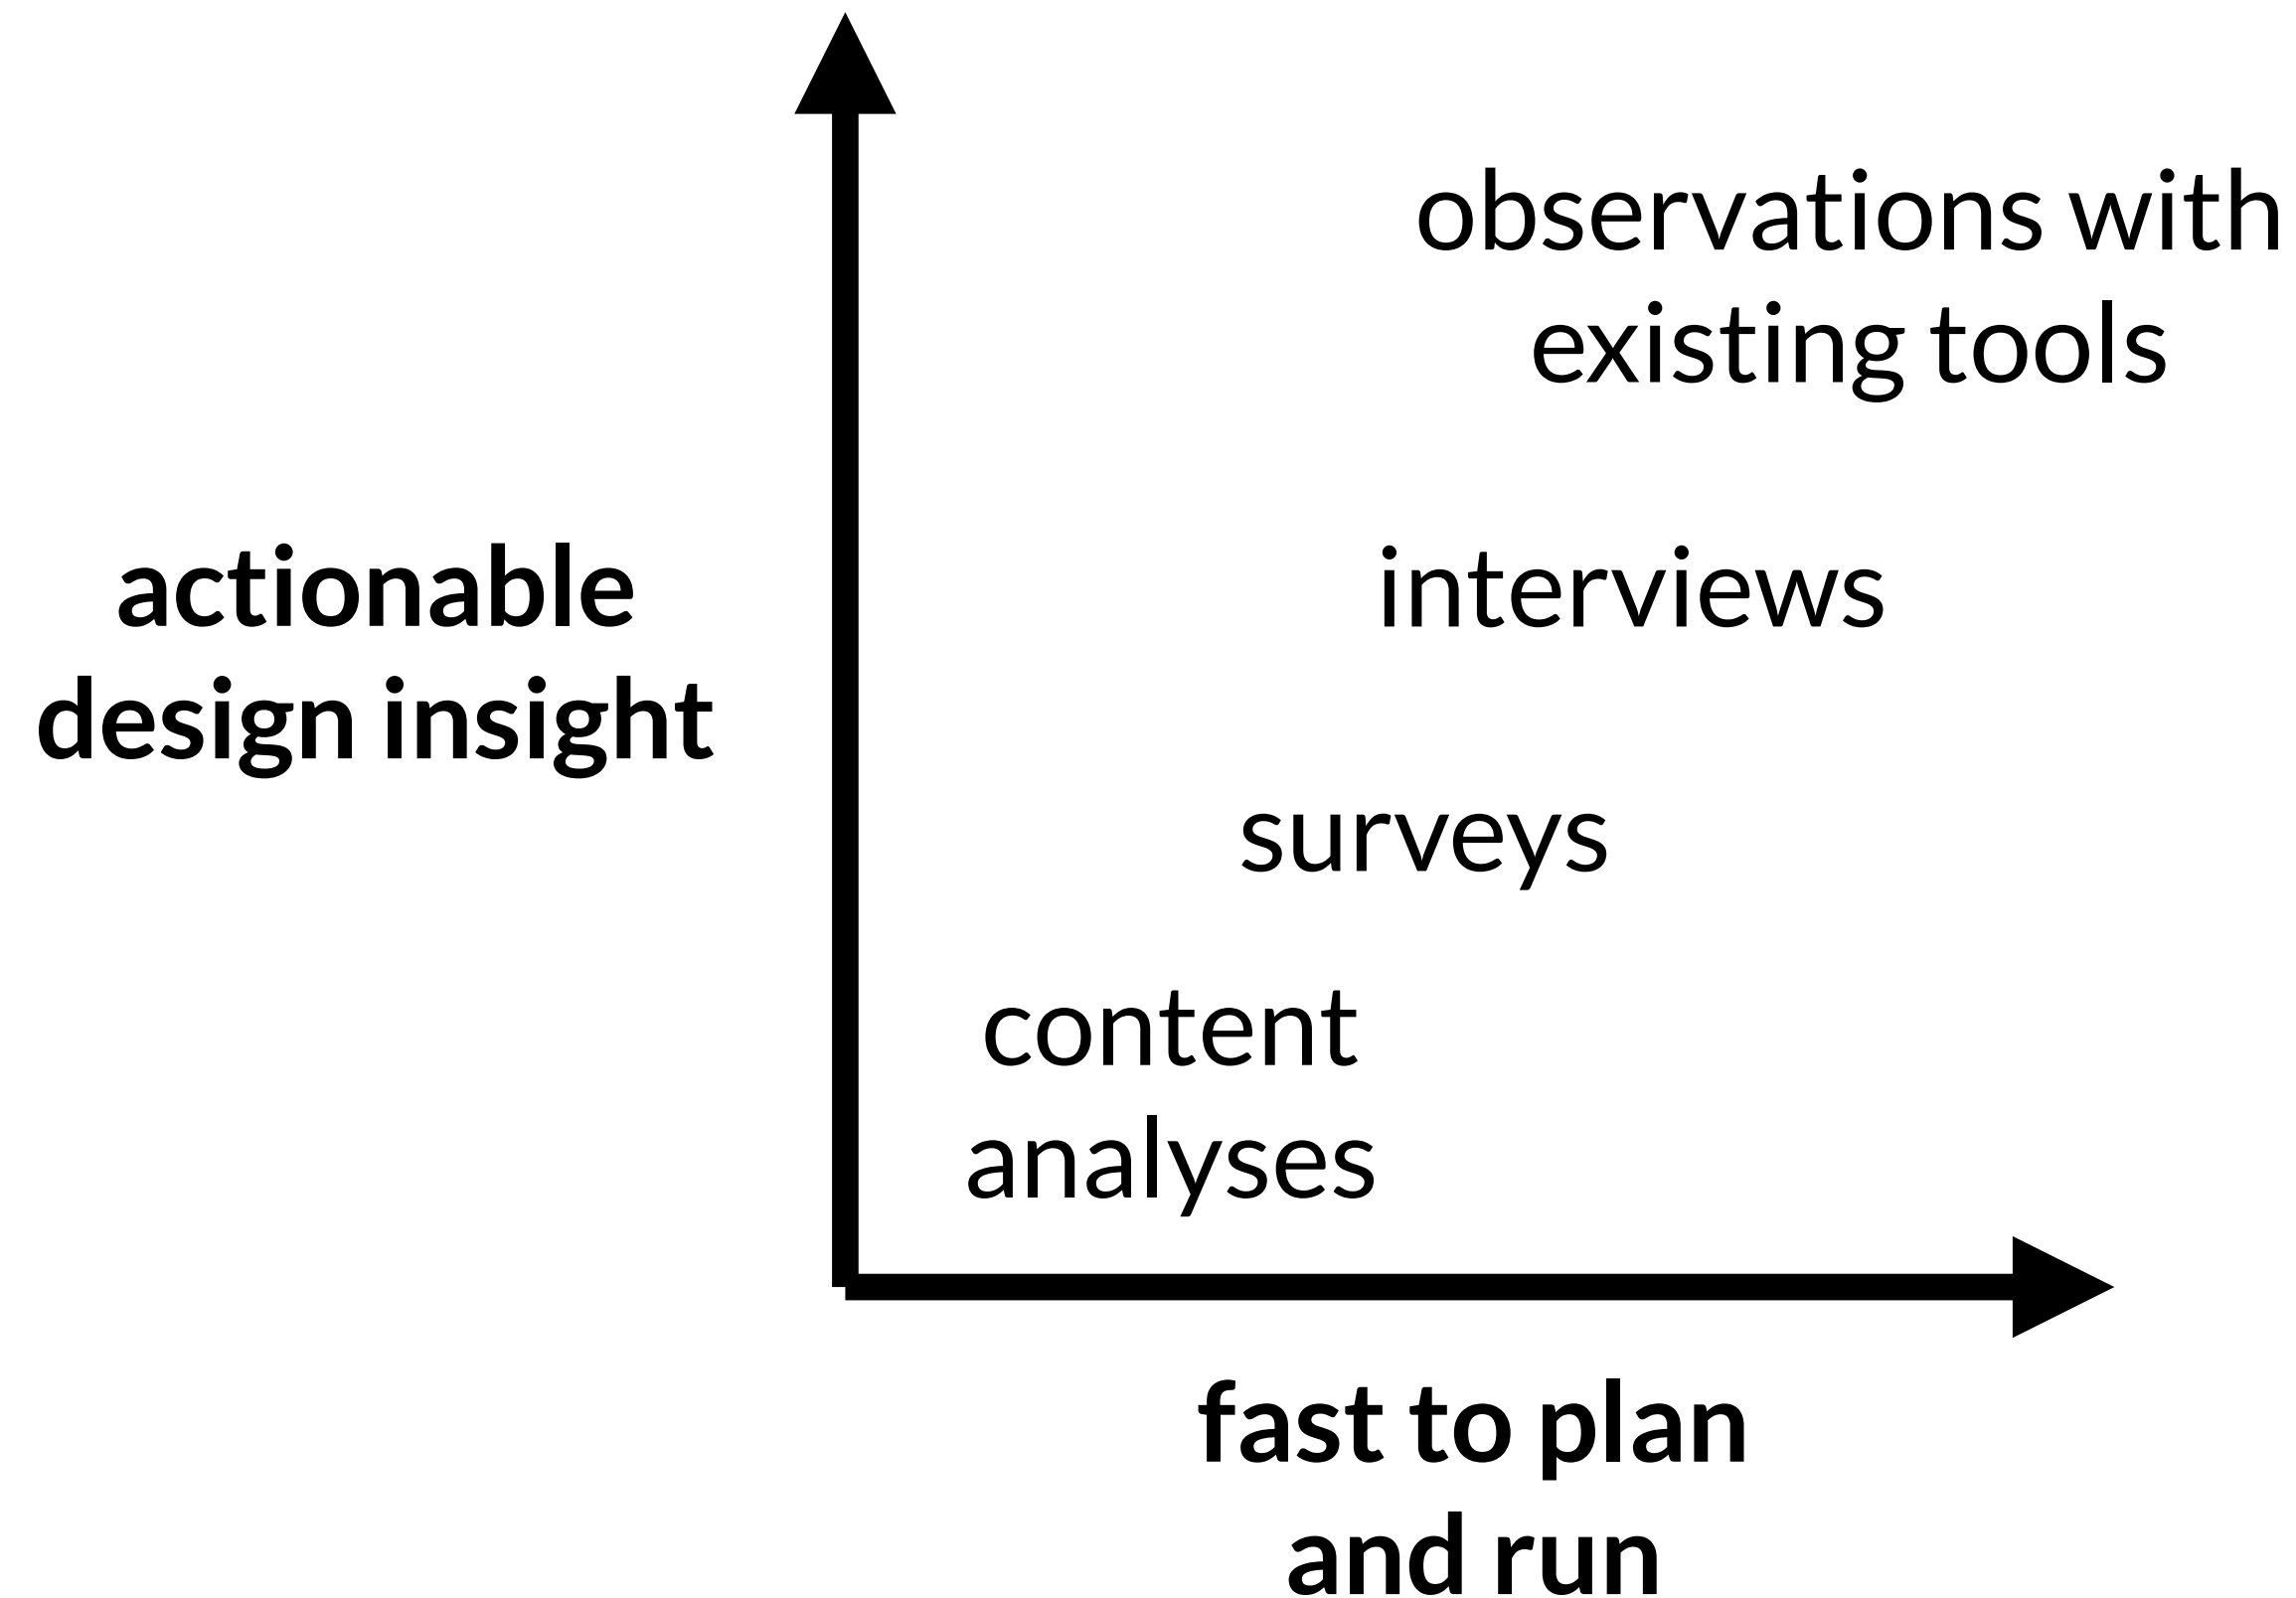 observations with
existing tools
actionable
design insight
interviews
surveys
content
analyses
fast to plan
and run